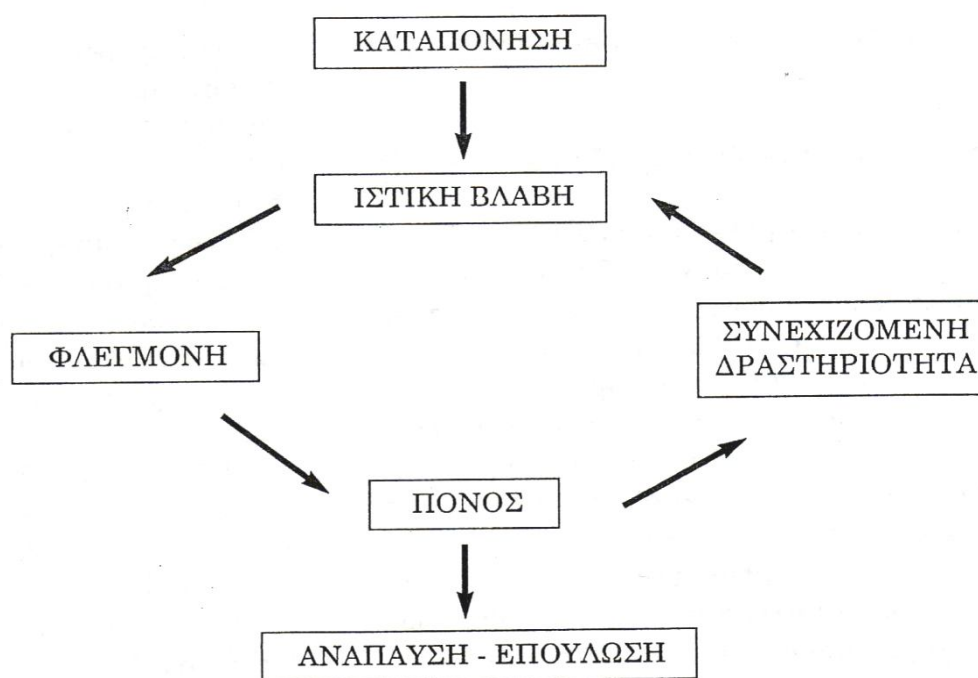 ΚΑΤΑΠΟΝΗΣΗ
ΙΣΤΙΚΗ ΒΛΑΒΗ
ΦΛΕΓΜΟΝΗ
ΣΥΝΕΧΙΖΟΜΕΝΗ
ΔΡΑΣΤΗΡΙΟΤΗΤΑ
ΠΟΝΟΣ
ΑΝΑΠΑΥΣΗ - ΕΠΟΥΛΩΣΗ